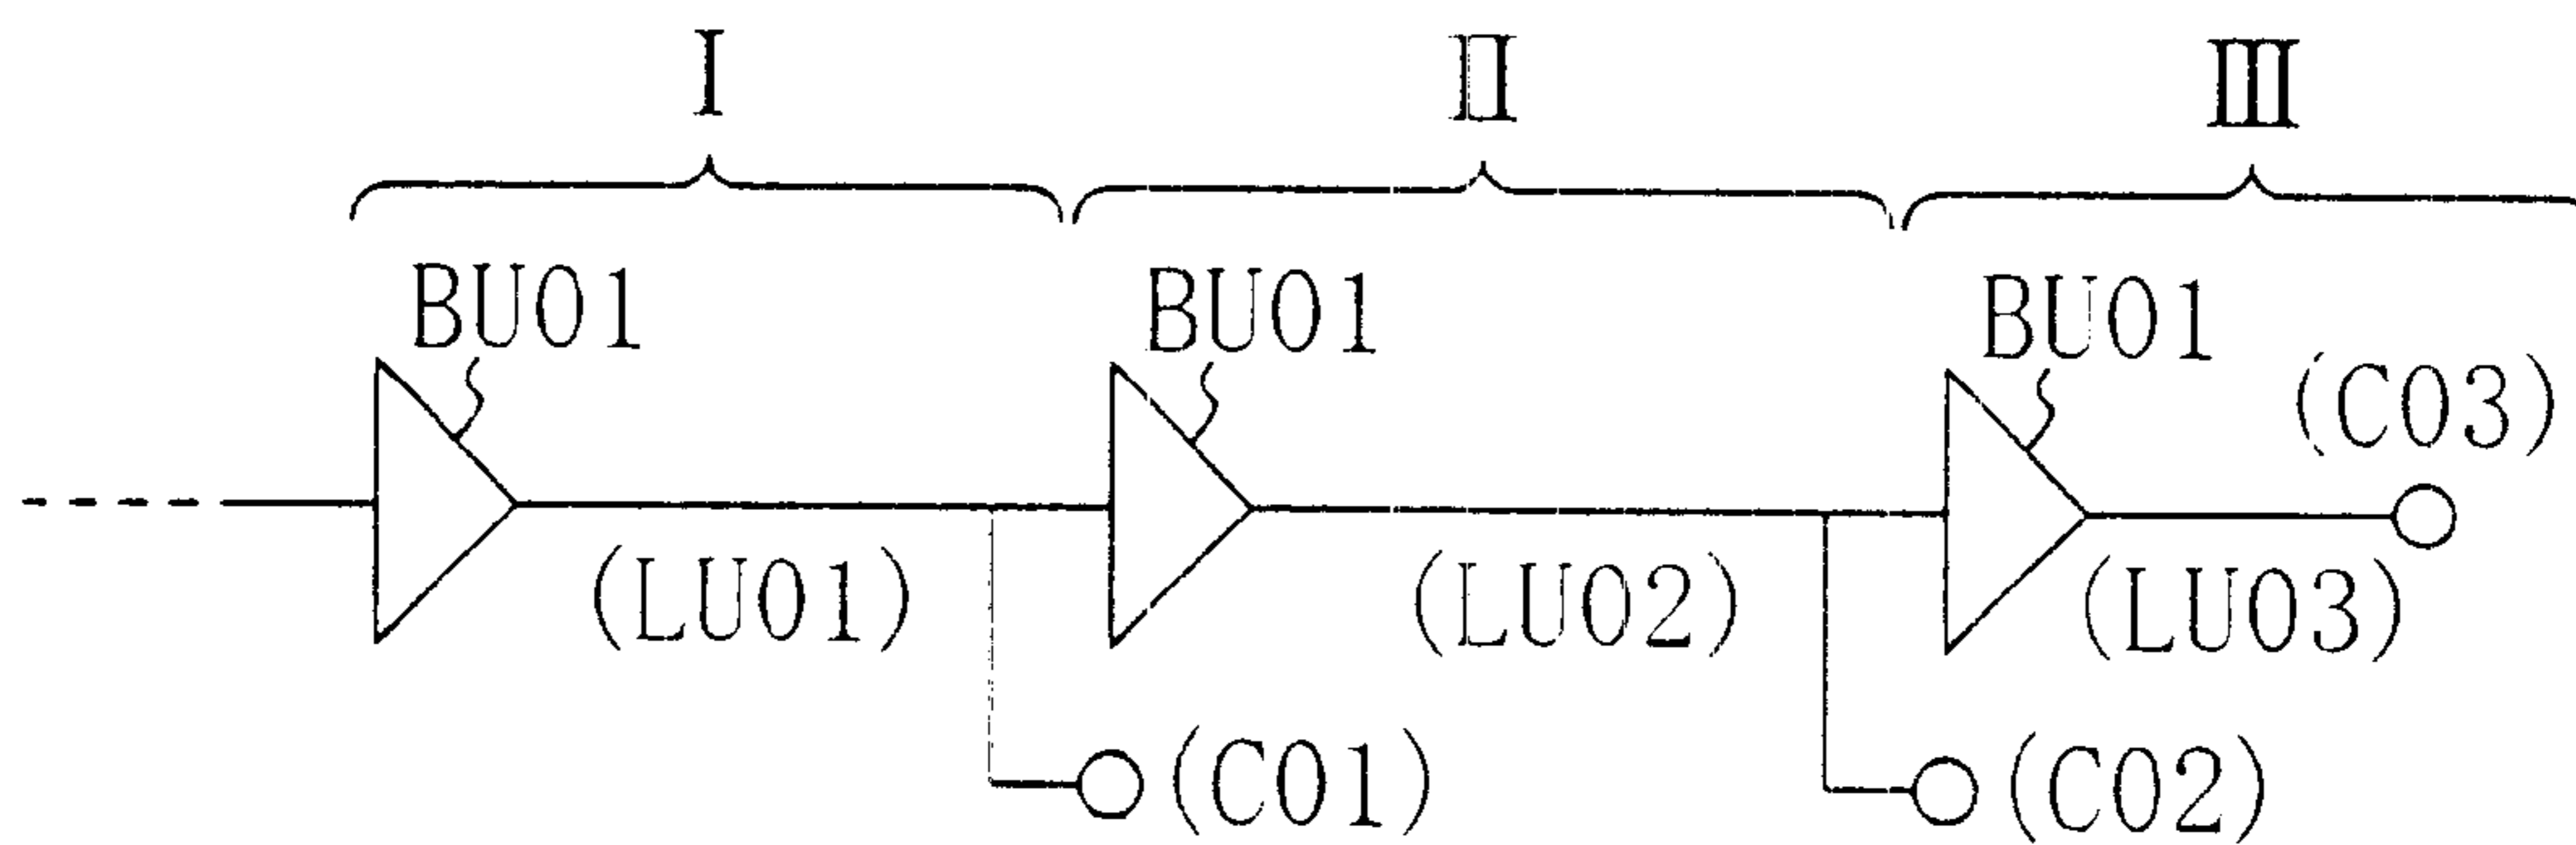 I II III
BU01 BU01 BU01
(C03)
(LU01) (LU02) (LU03)
(C01) (C02)